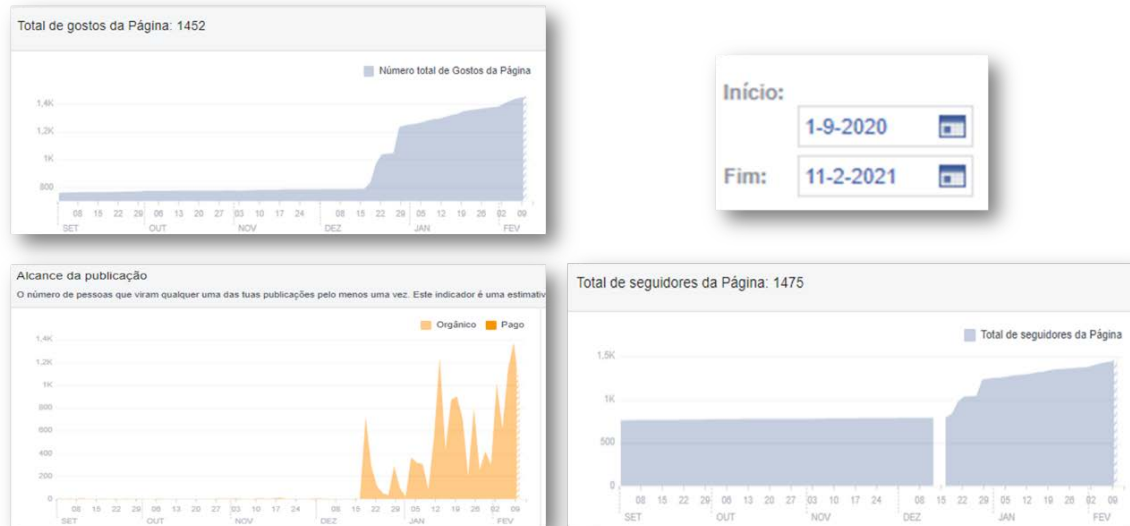 Total de gostos da Página: 1452
Número total de Gostos da Página
1,4K
1,2K
1K
800
08 15 22 29 06 13 20 27 03 10 17 24 08 15 22 29 05 12 19 26 02 09
SET OUT NOV DEZ JAN FEV
Início:
1-9-2020
Fim:
11-2-2021
Alcance da publicação
O número de pessoas que viram qualquer uma das tuas publicações pelo menos uma vez. Este indicador é uma estimativ
Orgânico Pago
1,4K
1,2K
1K
800
600
400
200
0
08 15 22 29 06 13 20 27 03 10 17 24 08 15 22 29 05 12 19 26 02 09
SET OUT NOV DEZ JAN FEV
Total de seguidores da Página: 1475
Total de seguidores da Página
1,5K
1K
500
0
08 15 22 29 06 13 20 27 03 10 17 24 08 15 22 29 05 12 19 26 02 09
SET OUT NOV DEZ JAN FEV